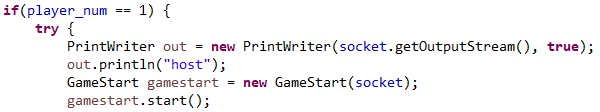 if(player_num == 1) {
try {
PrintWriter out = new PrintWriter(socket.getOutputStream(), true);
out.println("host");
GameStart gamestart = new GameStart(socket);
gamestart.start();